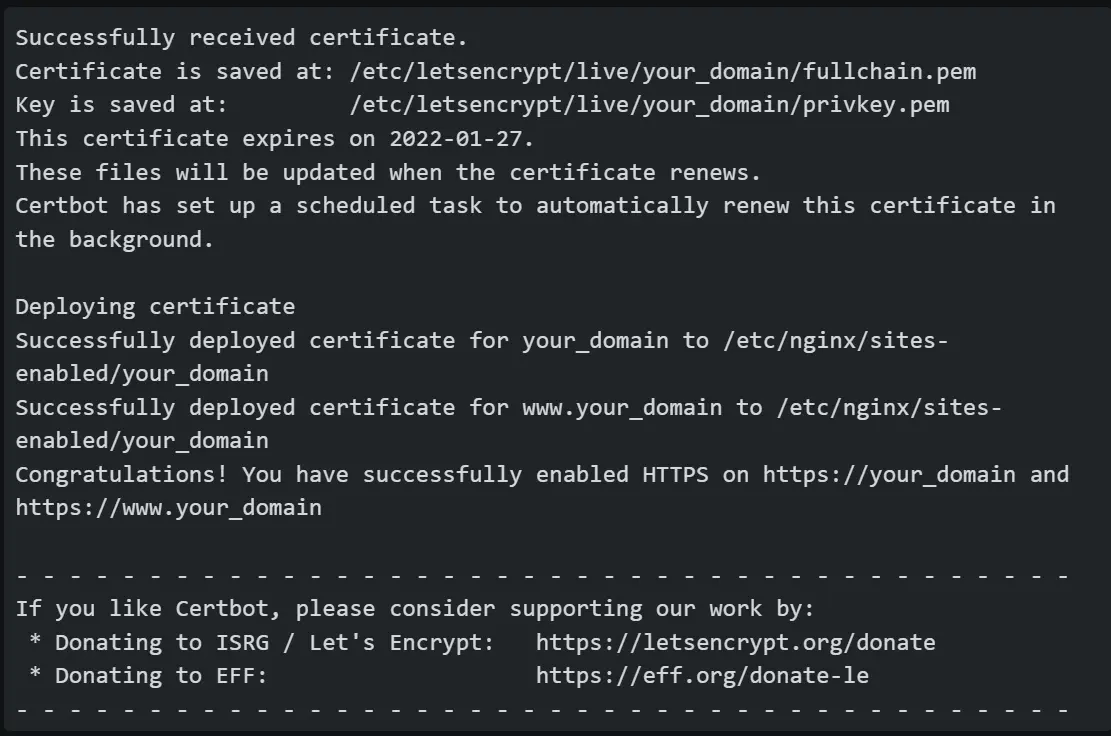 Successfully received certificate.
Certificate is saved at: /etc/letsencrypt/live/your_domain/fullchain.pem
Key is saved at:         /etc/letsencrypt/live/your_domain/privkey.pem
This certificate expires on 2022-01-27.
These files will be updated when the certificate renews.
Certbot has set up a scheduled task to automatically renew this certificate in
the background.

Deploying certificate
Successfully deployed certificate for your_domain to /etc/nginx/sites-
enabled/your_domain
Successfully deployed certificate for www.your_domain to /etc/nginx/sites-
enabled/your_domain
Congratulations! You have successfully enabled HTTPS on https://your_domain and
https://www.your_domain

- - - - - - - - - - - - - - - - - - - - - - - - - - - - - - - - - - - - - - - -
If you like Certbot, please consider supporting our work by:
 * Donating to ISRG / Let's Encrypt:   https://letsencrypt.org/donate
 * Donating to EFF:                    https://eff.org/donate-le
- - - - - - - - - - - - - - - - - - - - - - - - - - - - - - - - - - - - - - - -